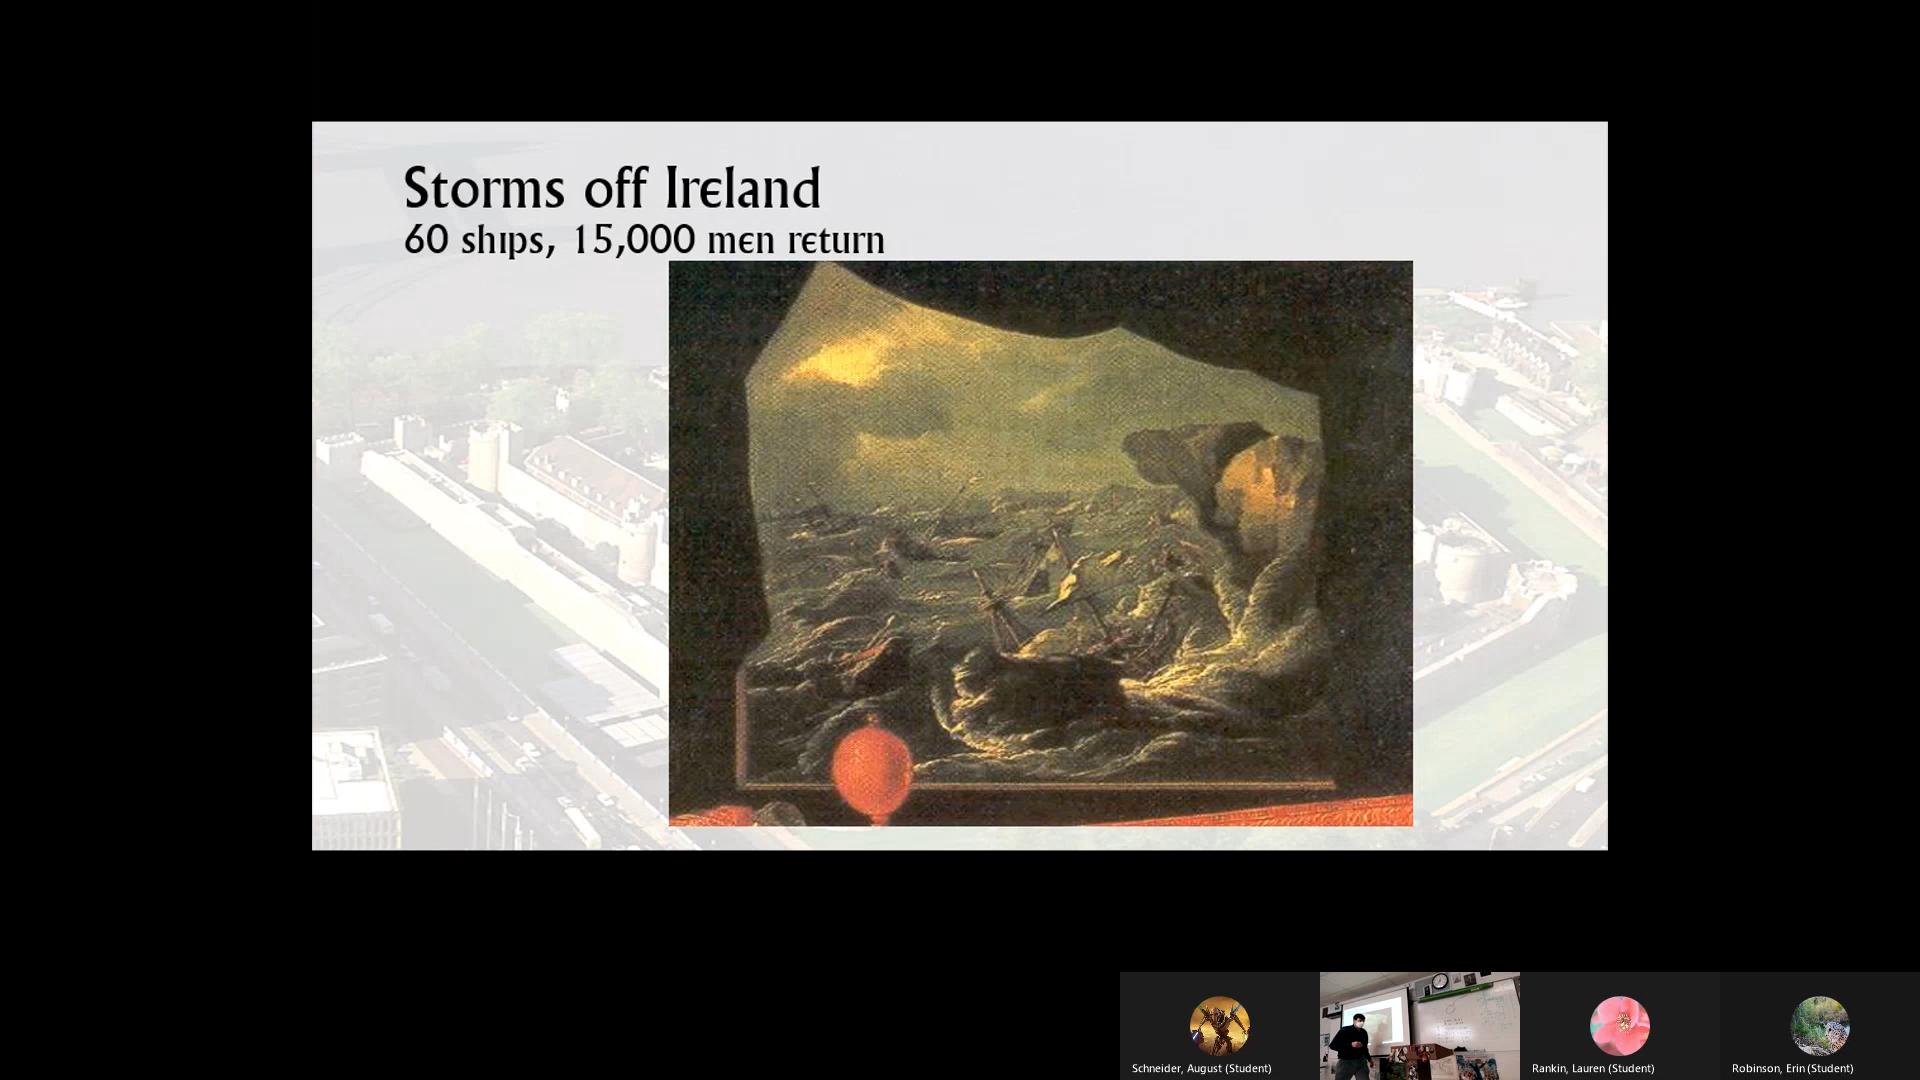 Storms off Ireland
60 ships, 15,000 men return
Schneider, August (Student)
Rankin, Lauren (Student)
Robinson, Erin (Student)